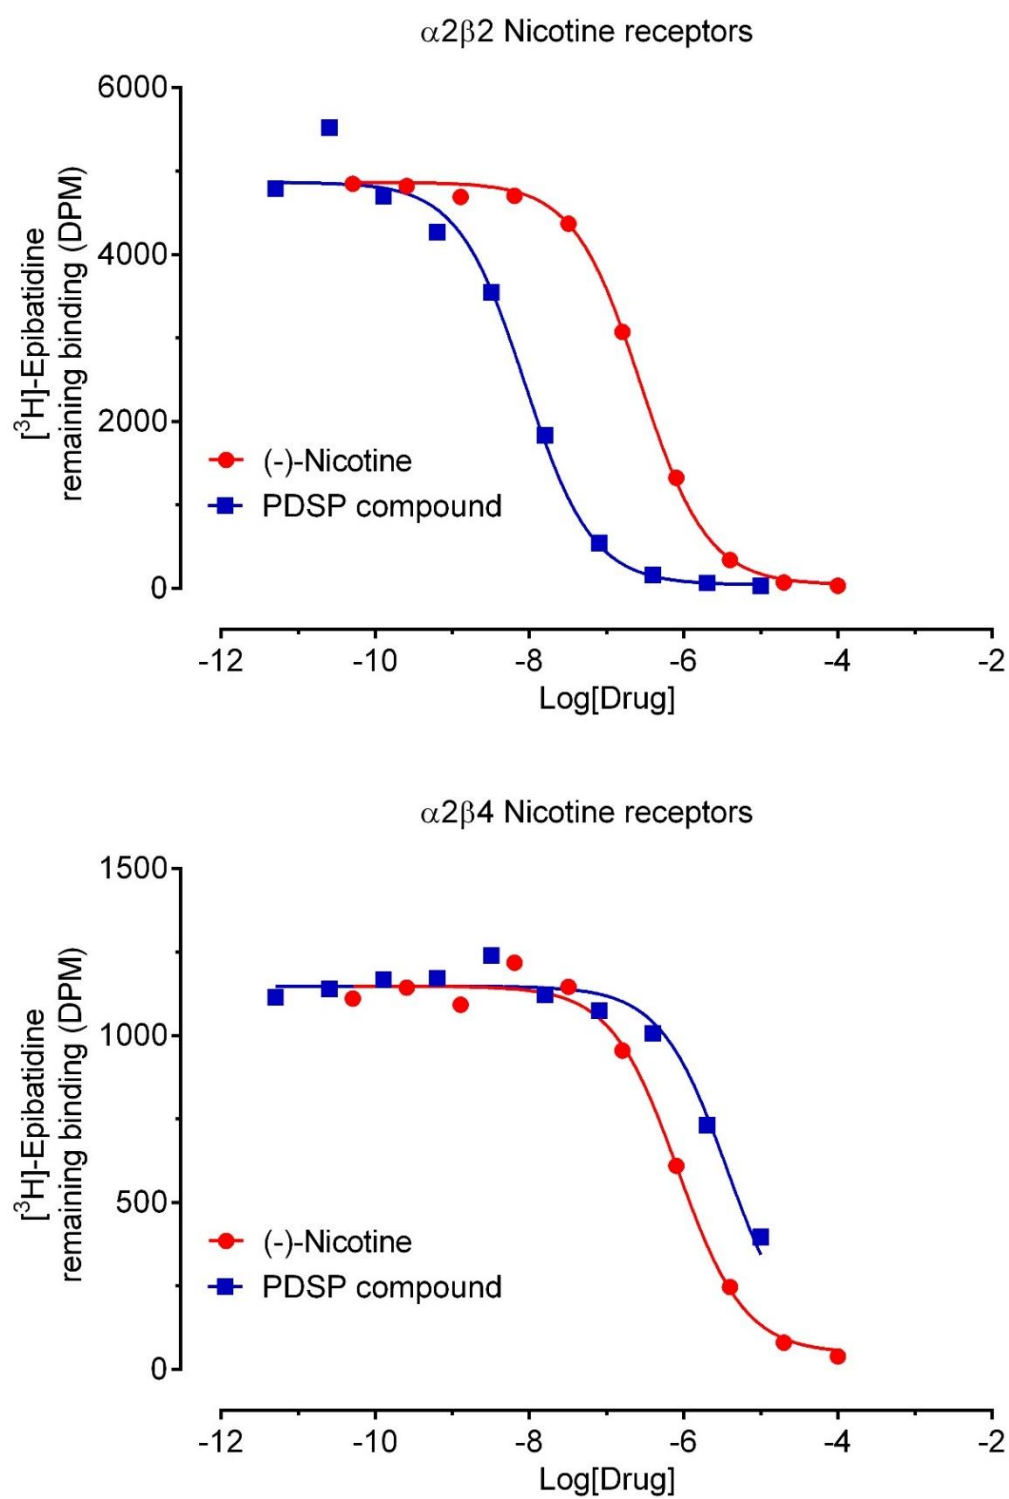 α2β2 Nicotine receptors
6000
4000
2000
0
[³H]-Epibatidine
remaining binding (DPM)
(-)-Nicotine
PDSP compound
-12 -10 -8 -6 -4 -2
Log[Drug]
α2β4 Nicotine receptors
1500
1000
500
0
[³H]-Epibatidine
remaining binding (DPM)
(-)-Nicotine
PDSP compound
-12 -10 -8 -6 -4 -2
Log[Drug]